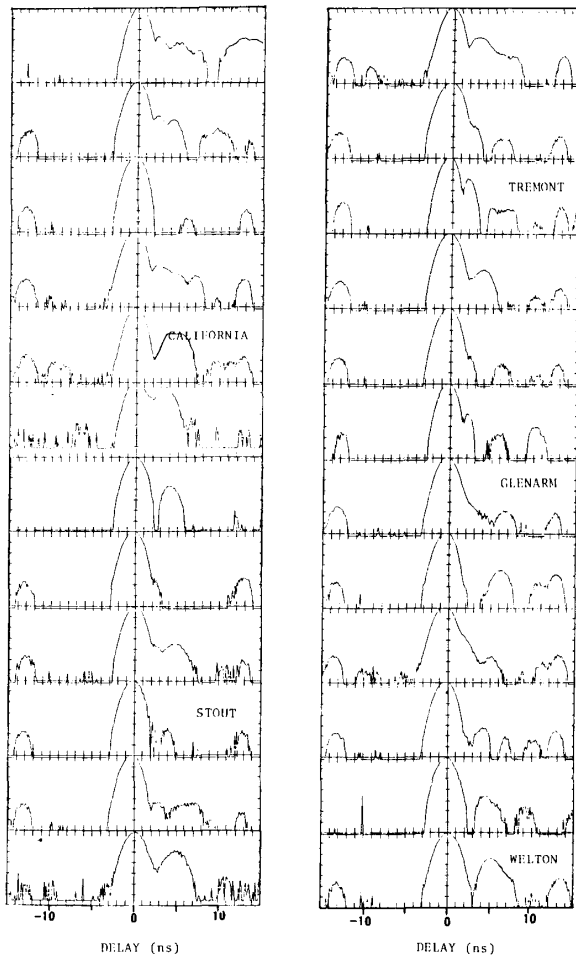 CALIFORNIA
STOUT
-10 0 10
DELAY (ns)
TREMONT
GLENARM
WELTON
-10 0 10
DELAY (ns)